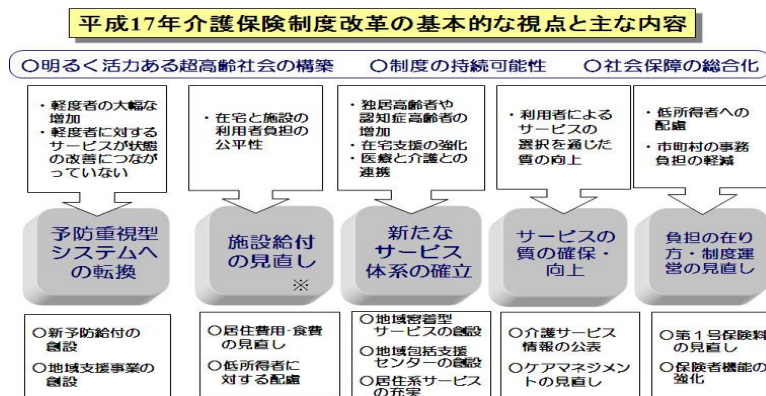 平成17年介護保険制度改革の基本的な視点と主な内容
○明るく活力ある超高齢社会の構築 ○制度の持続可能性 ○社会保障の総合化
・軽度者の大幅な
増加
・軽度者に対する
サービスが状態
の改善につなが
っていない
・在宅と施設の
利用者負担の
公平性
・独居高齢者や
認知症高齢者の
増加
・在宅支援の強化
・医療と介護との
連携
・利用者による
サービスの
選択を通じた
質の向上
・低所得者への
配慮
・市町村の事務
負担の軽減
予防重視型
システムへ
の転換
施設給付
の見直し
※
新たな
サービス
体系の確立
サービスの
質の確保・
向上
負担の在り
方・制度運
営の見直し
○新予防給付の
創設
○地域支援事業の
創設
○居住費用・食費
の見直し
○低所得者に
対する配慮
○地域密着型
サービスの創設
○地域包括支援
センターの創設
○居住系サービス
の充実
○介護サービス
情報の公表
○ケアマネジメン
トの見直し
○第1号保険料
の見直し
○保険者機能の
強化